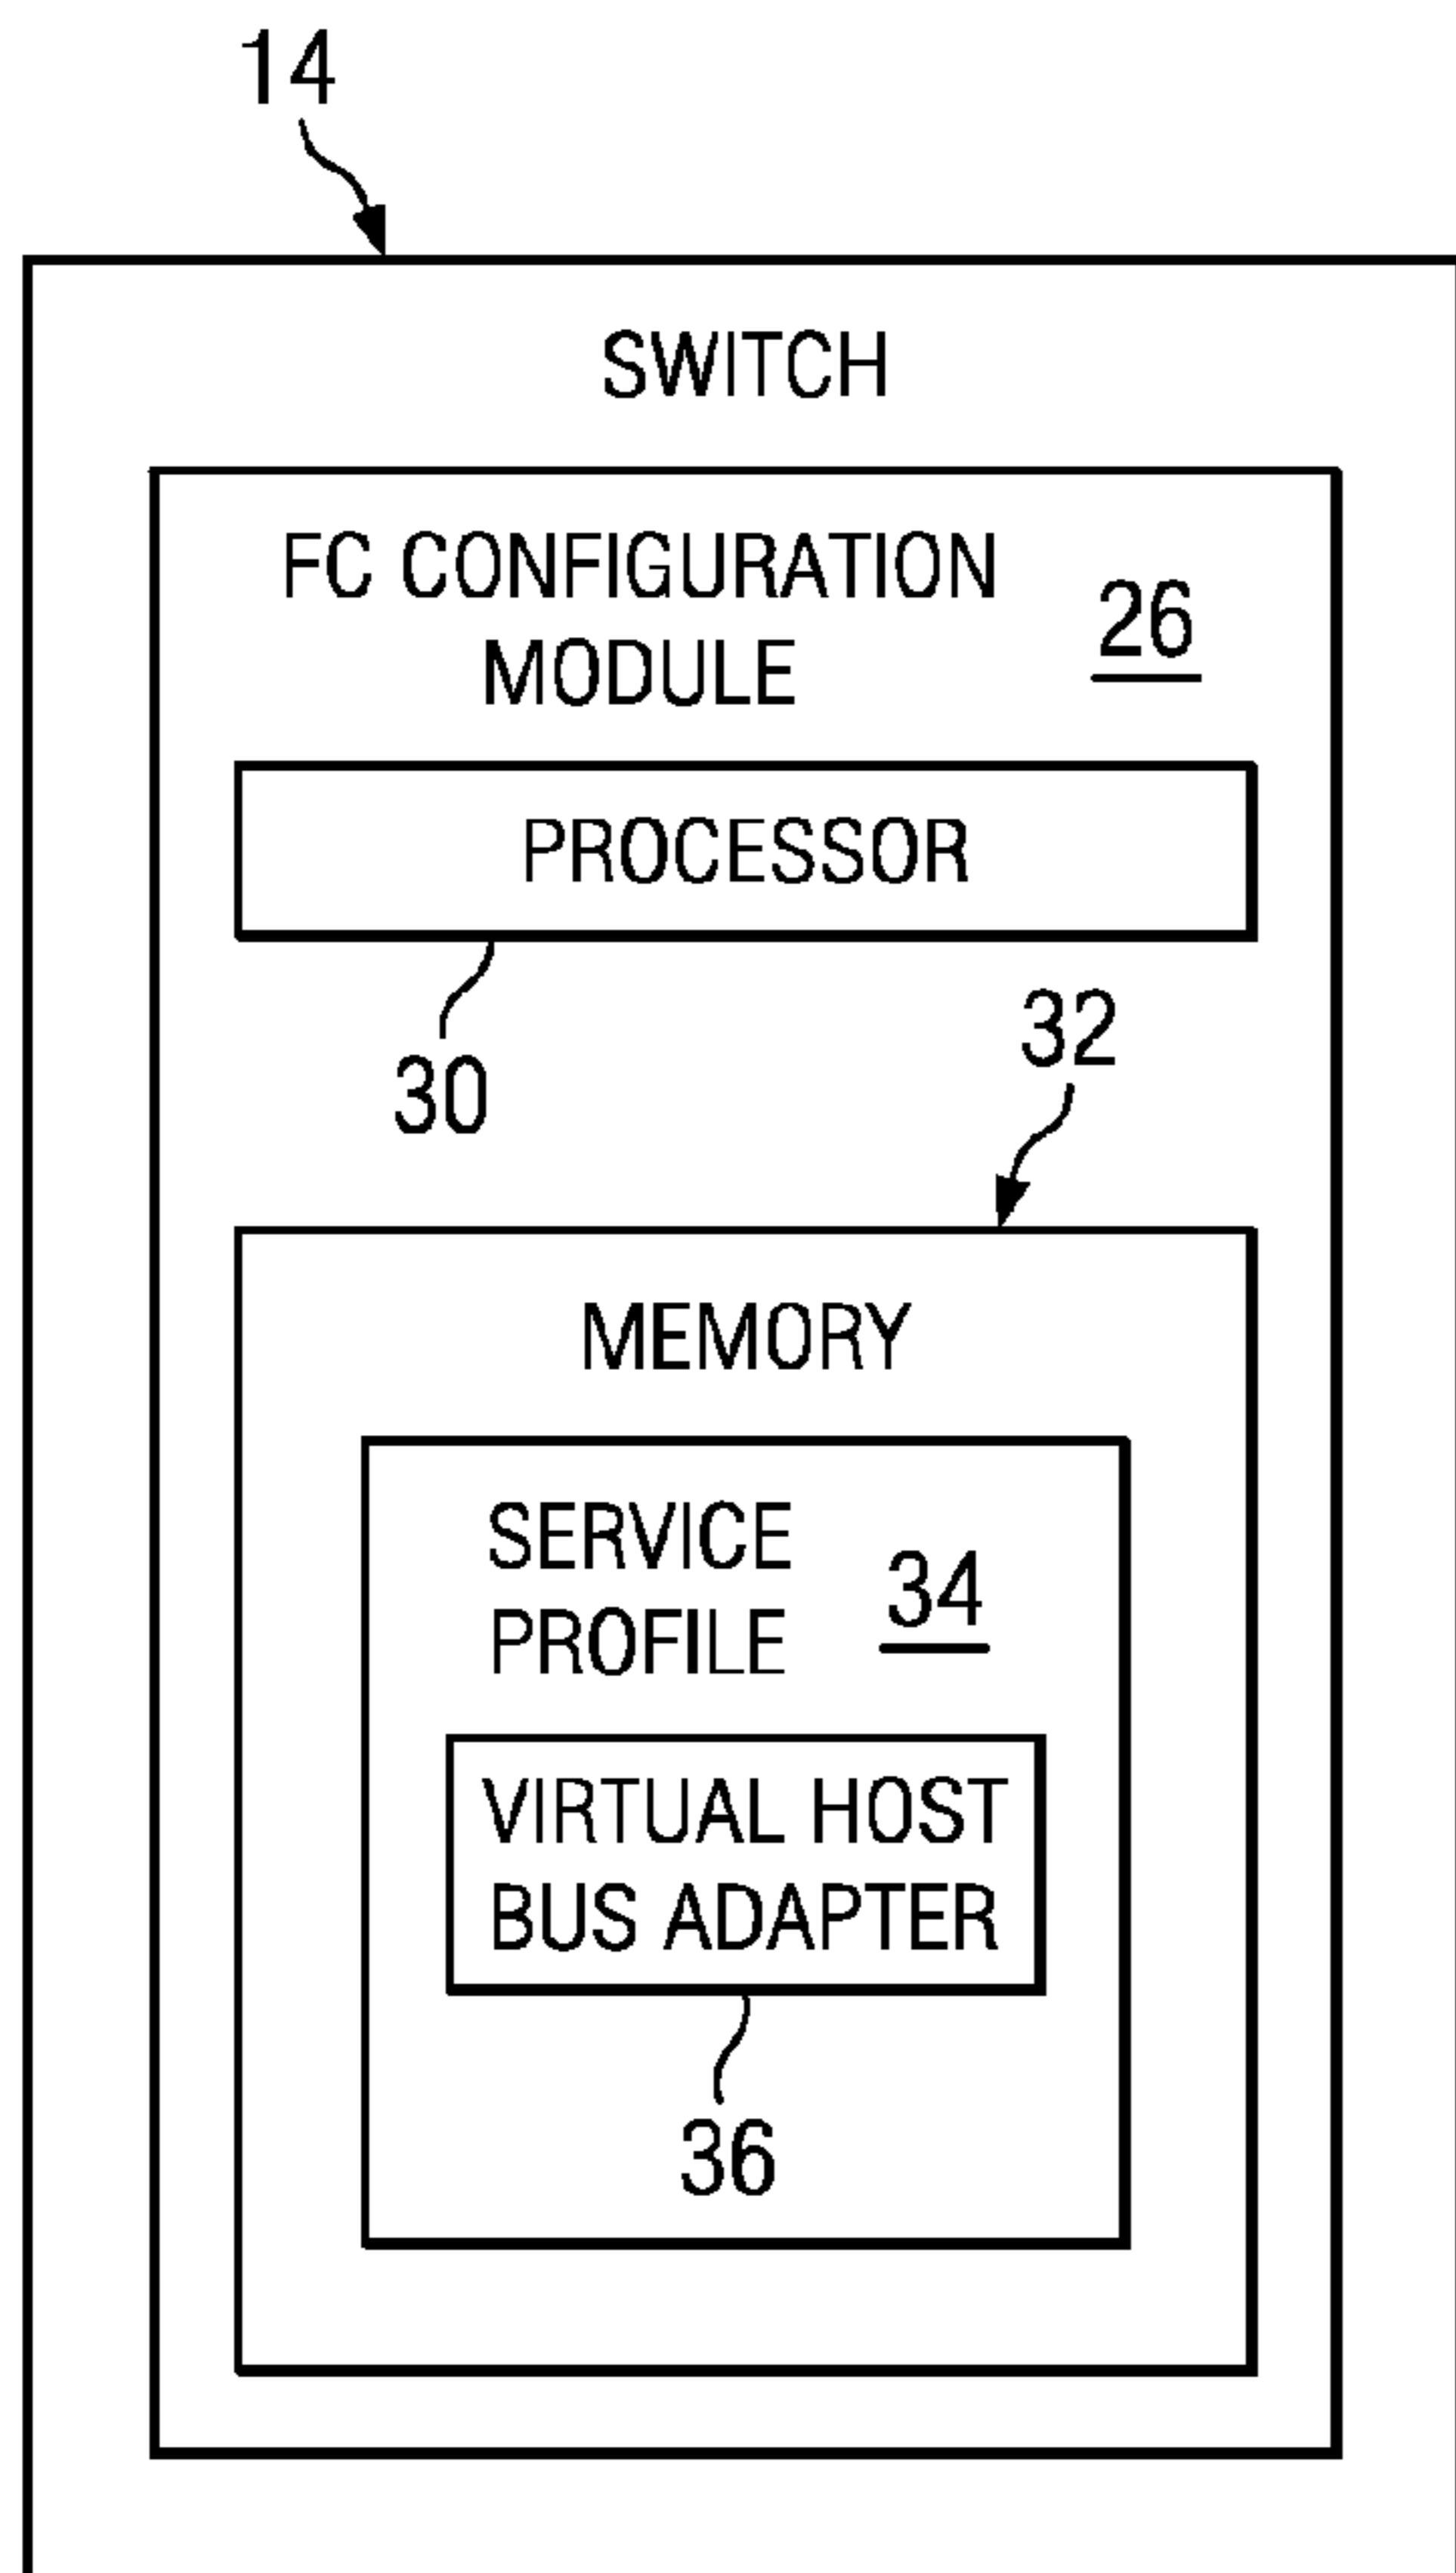 14
SWITCH
FC CONFIGURATION
MODULE
26
PROCESSOR
30
32
MEMORY
SERVICE
PROFILE
34
VIRTUAL HOST
BUS ADAPTER
36